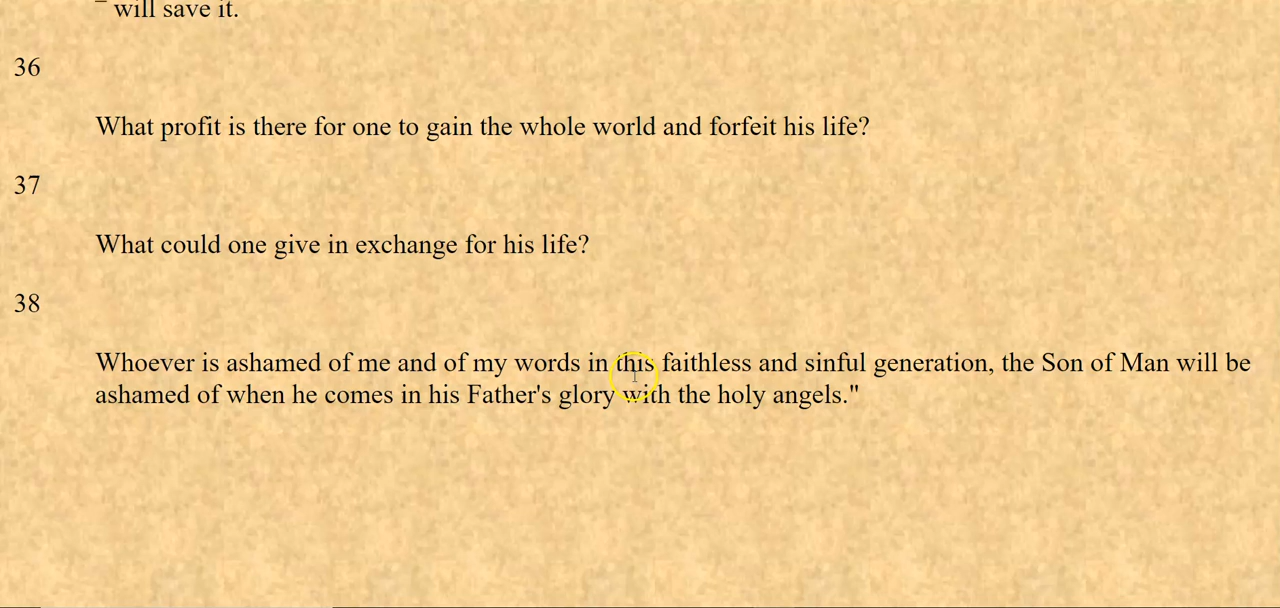 will save it.
36
What profit is there for one to gain the whole world and forfeit his life?
37
What could one give in exchange for his life?
38
Whoever is ashamed of me and of my words in this faithless and sinful generation, the Son of Man will be
ashamed of when he comes in his Father's glory with the holy angels."